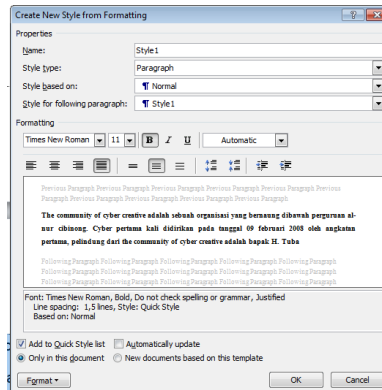 Create New Style from Formatting
Properties
Name: Style1
Style type: Paragraph
Style based on: ¶ Normal
Style for following paragraph: ¶ Style1
Formatting
Times New Roman 11 B I U Automatic
Previous Paragraph Previous Paragraph Previous Paragraph Previous Paragraph Previous
Paragraph Previous Paragraph Previous Paragraph Previous Paragraph Previous Paragraph
The community of cyber creative adalah sebuah organisasi yang bernaung dibawah perguruan al-
nur cibinong. Cyber pertama kali didirikan pada tanggal 09 februari 2008 oleh angkatan
pertama, pelindung dari the community of cyber creative adalah bapak H. Tuba
Following Paragraph Following Paragraph Following Paragraph Following Paragraph
Following Paragraph Following Paragraph Following Paragraph Following Paragraph
Following Paragraph Following Paragraph Following Paragraph Following Paragraph
Font: Times New Roman, Bold, Do not check spelling or grammar, Justified
Line spacing: 1,5 lines, Style: Quick Style
Based on: Normal
Add to Quick Style list Automatically update
Only in this document New documents based on this template
Format OK Cancel